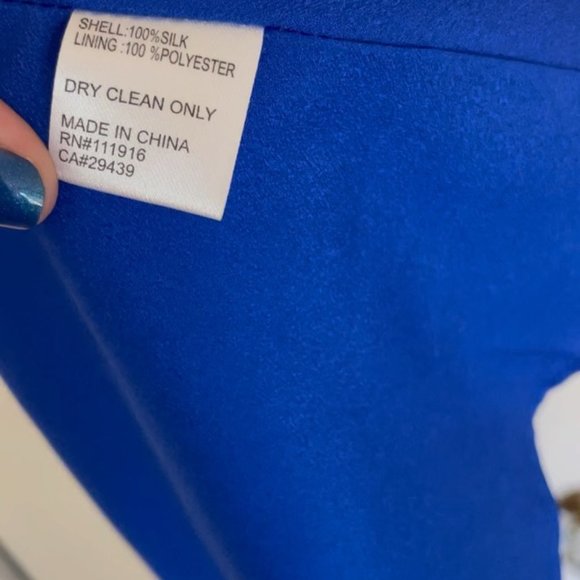 SHELL:100%SILK
LINING :100 %POLYESTER
DRY CLEAN ONLY
MADE IN CHINA
RN#111916
CA#29439